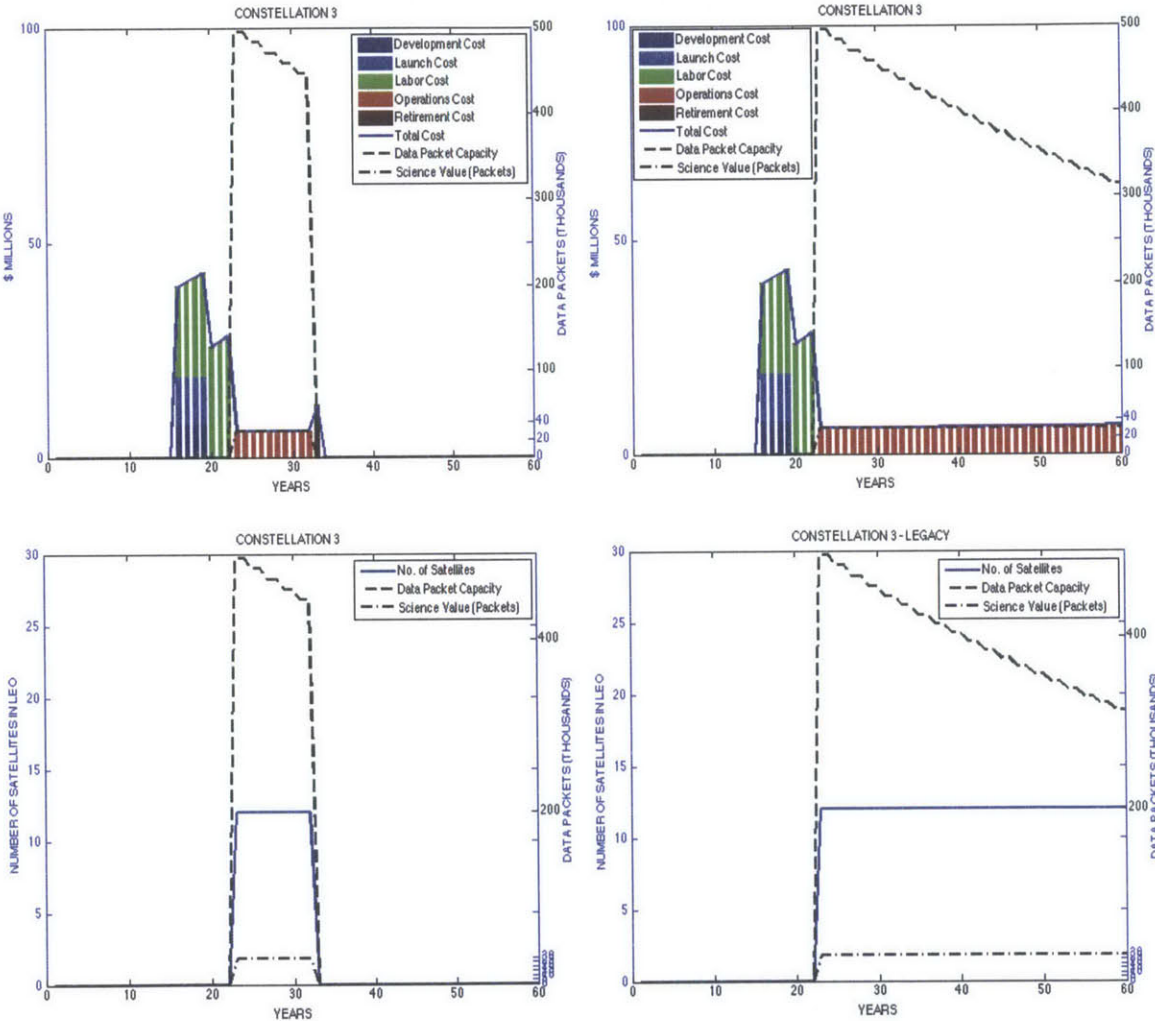 CONSTELLATION 3
$ MILLIONS
100
50
0
Development Cost
Launch Cost
Labor Cost
Operations Cost
Retirement Cost
Total Cost
Data Packet Capacity
Science Value (Packets)
500
400
300
200
100
40
20
0
DATA PACKETS (THOUSANDS)
0 10 20 30 40 50 60
YEARS
CONSTELLATION 3
$ MILLIONS
100
50
0
Development Cost
Launch Cost
Labor Cost
Operations Cost
Retirement Cost
Total Cost
Data Packet Capacity
Science Value (Packets)
500
400
300
200
100
40
20
0
DATA PACKETS (THOUSANDS)
0 10 20 30 40 50 60
YEARS
CONSTELLATION 3
NUMBER OF SATELLITES IN LEO
30
25
20
15
10
5
0
No. of Satellites
Data Packet Capacity
Science Value (Packets)
400
200
DATA PACKETS (THOUSANDS)
0 10 20 30 40 50 60
YEARS
CONSTELLATION 3 - LEGACY
NUMBER OF SATELLITES IN LEO
30
25
20
15
10
5
0
No. of Satellites
Data Packet Capacity
Science Value (Packets)
400
200
DATA PACKETS (THOUSANDS)
0 10 20 30 40 50 60
YEARS